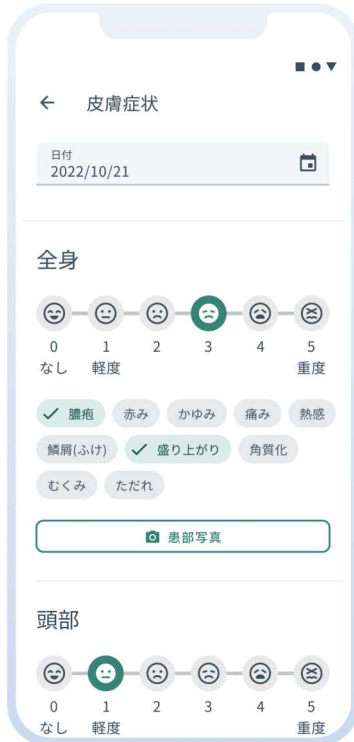 皮膚症状
日付
2022/10/21
全身
0 1 2 3 4 5
なし 軽度 重度
膿疱 赤み かゆみ 痛み 熱感
鱗屑(ふけ) 盛り上がり 角質化
むくみ ただれ
患部写真
頭部
0 1 2 3 4 5
なし 軽度 重度